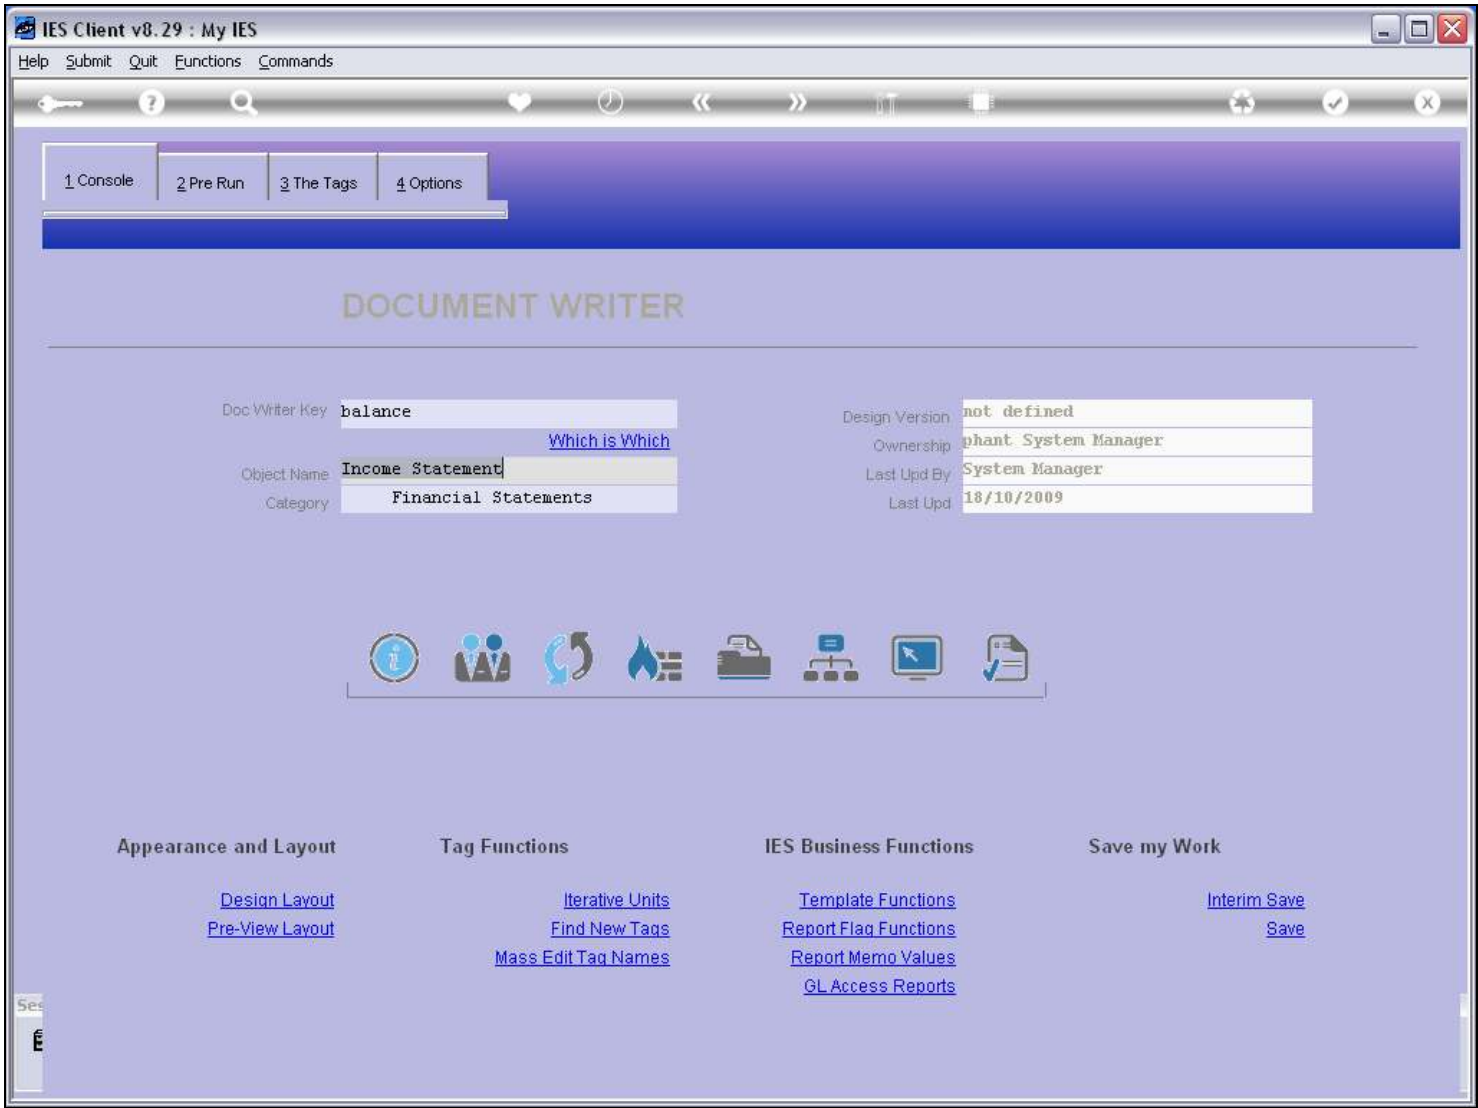 IES Client v8.29 : My IES
Help Submit Quit Functions Commands
1 Console
2 Pre Run
3 The Tags
4 Options
DOCUMENT WRITER
Doc Writer Key balance
Which is Which
Object Name Income Statement
Category Financial Statements
Design Version not defined
Ownership phant System Manager
Last Upd By System Manager
Last Upd 18/10/2009
Appearance and Layout
Design Layout
Pre-View Layout
Tag Functions
Iterative Units
Find New Tags
Mass Edit Tag Names
IES Business Functions
Template Functions
Report Flag Functions
Report Memo Values
GL Access Reports
Save my Work
Interim Save
Save
Ses